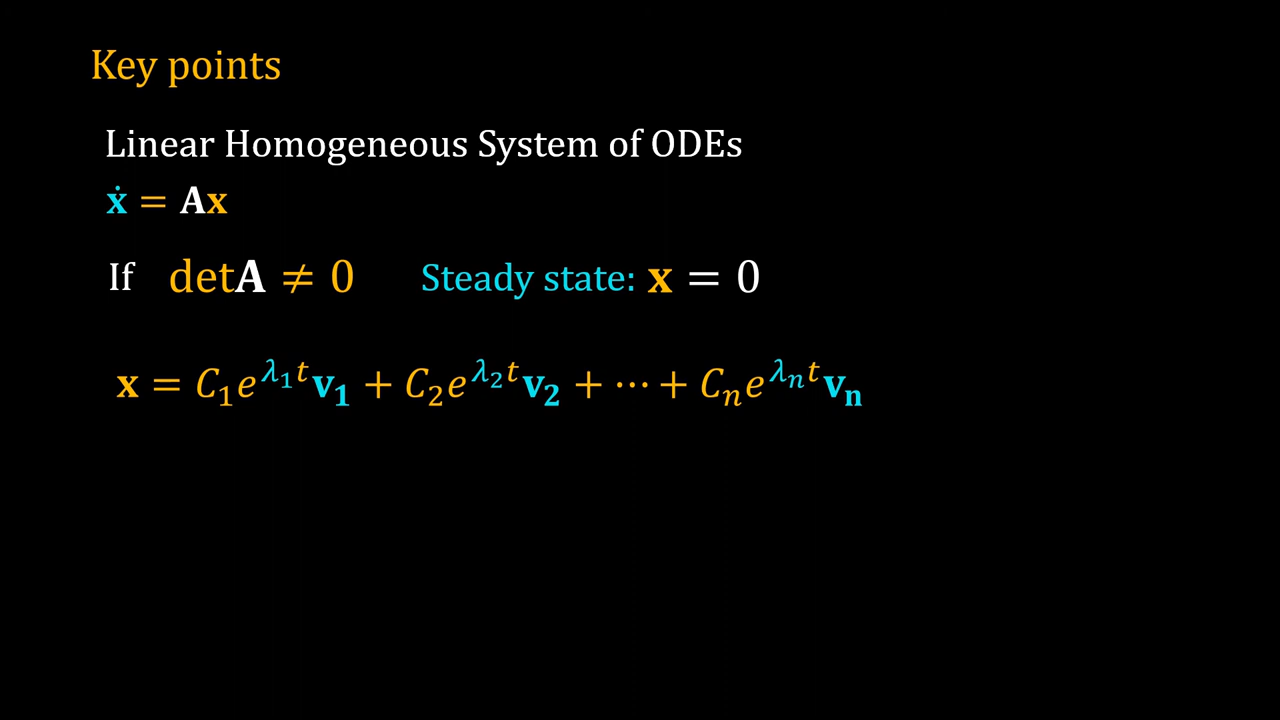 Key points
Linear Homogeneous System of ODEs
ẋ = Ax
If detA ≠ 0 Steady state: x = 0
x = C₁e^{λ₁t}v₁ + C₂e^{λ₂t}v₂ + ⋯ + Cₙe^{λₙt}vₙ